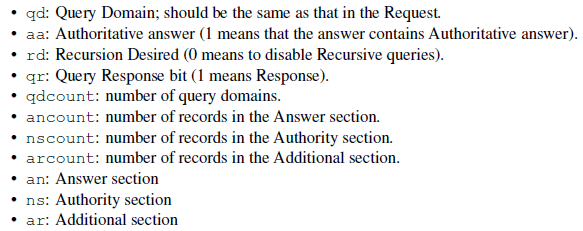 • qd: Query Domain; should be the same as that in the Request.
• aa: Authoritative answer (1 means that the answer contains Authoritative answer).
• rd: Recursion Desired (0 means to disable Recursive queries).
• qr: Query Response bit (1 means Response).
• qdcount: number of query domains.
• ancount: number of records in the Answer section.
• nscount: number of records in the Authority section.
• arcount: number of records in the Additional section.
• an: Answer section
• ns: Authority section
• ar: Additional section